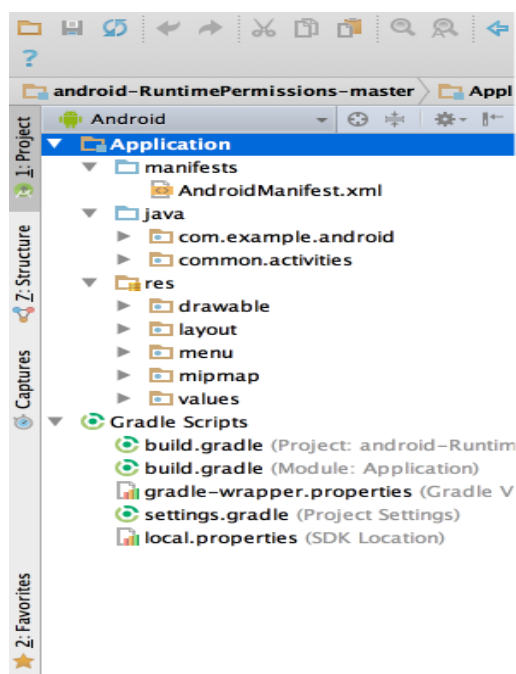 ?
android-RuntimePermissions-master
Appl
Android
Application
manifests
AndroidManifest.xml
java
com.example.android
common.activities
res
drawable
layout
menu
mipmap
values
Gradle Scripts
build.gradle (Project: android-Runtim
build.gradle (Module: Application)
gradle-wrapper.properties (Gradle V
settings.gradle (Project Settings)
local.properties (SDK Location)
1: Project
7: Structure
Captures
2: Favorites